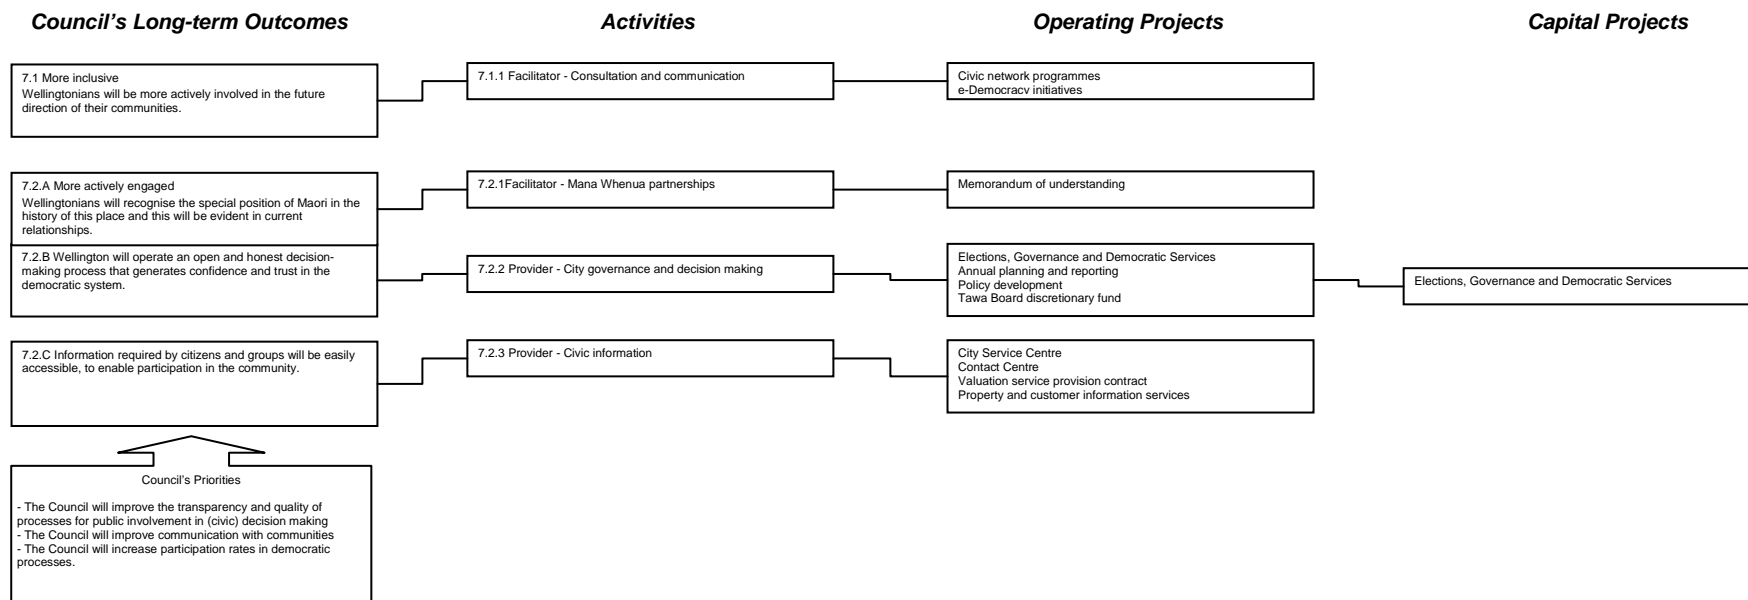 Council's Long-term Outcomes
Activities
Operating Projects
Capital Projects
7.1 More inclusive
Wellingtonians will be more actively involved in the future
direction of their communities.
7.1.1 Facilitator - Consultation and communication
Civic network programmes
e-Democracy initiatives
7.2.A More actively engaged
Wellingtonians will recognise the special position of Maori in the
history of this place and this will be evident in current
relationships.
7.2.1Facilitator - Mana Whenua partnerships
Memorandum of understanding
7.2.B Wellington will operate an open and honest decision-
making process that generates confidence and trust in the
democratic system.
7.2.2 Provider - City governance and decision making
Elections, Governance and Democratic Services
Annual planning and reporting
Policy development
Tawa Board discretionary fund
Elections, Governance and Democratic Services
7.2.C Information required by citizens and groups will be easily
accessible, to enable participation in the community.
7.2.3 Provider - Civic information
City Service Centre
Contact Centre
Valuation service provision contract
Property and customer information services
Council's Priorities
- The Council will improve the transparency and quality of
processes for public involvement in (civic) decision making
- The Council will improve communication with communities
- The Council will increase participation rates in democratic
processes.